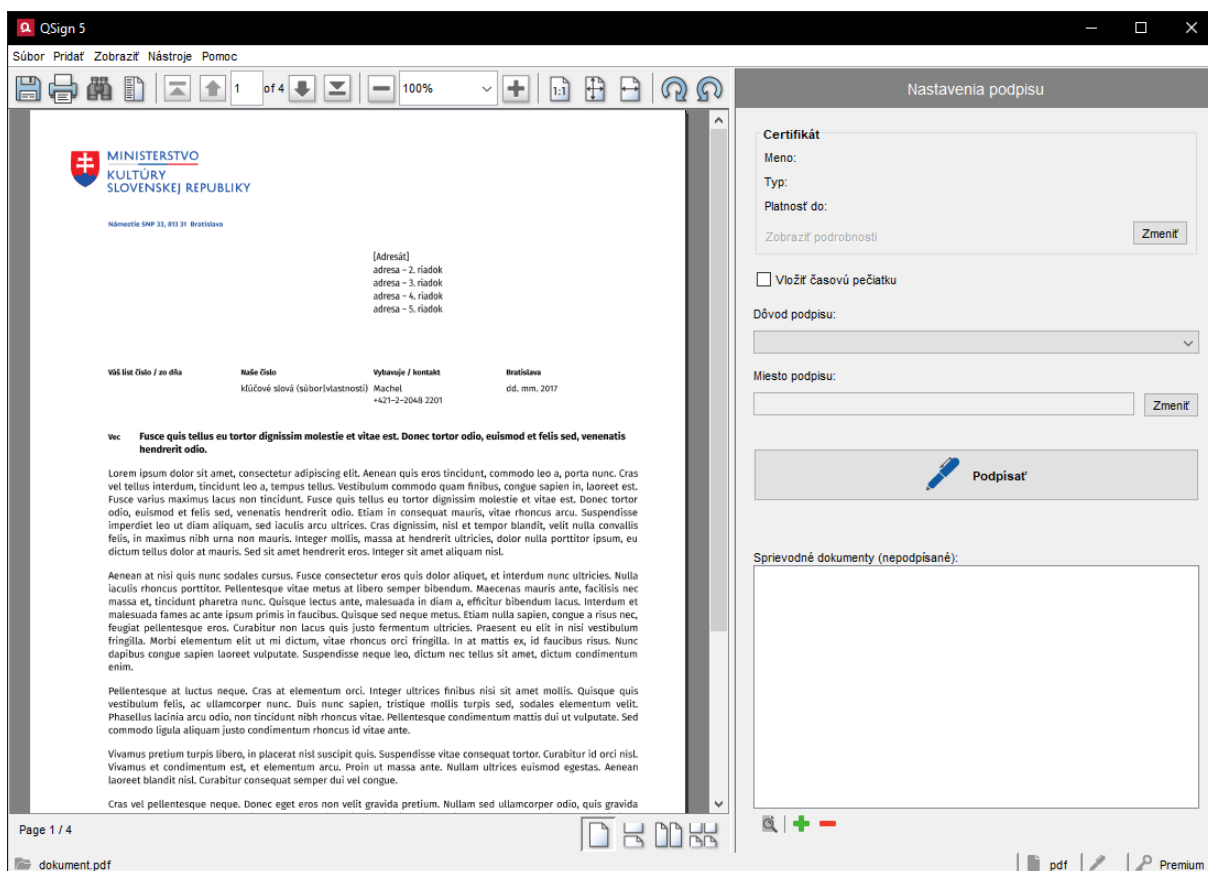 QSign 5
Súbor Pridať Zobraziť Nástroje Pomoc
1 of 4 100% 1:1
MINISTERSTVO
KULTÚRY
SLOVENSKEJ REPUBLIKY
Námestie SNP 33, 813 31 Bratislava
[Adresát]
adresa – 2. riadok
adresa – 3. riadok
adresa – 4. riadok
adresa – 5. riadok
Váš list číslo / zo dňa Naše číslo Vybavuje / kontakt Bratislava
kľúčové slová (súbor|vlastnosti) Machel dd. mm. 2017
+421–2–2048 2201
Vec Fusce quis tellus eu tortor dignissim molestie et vitae est. Donec tortor odio, euismod et felis sed, venenatis
hendrerit odio.
Lorem ipsum dolor sit amet, consectetur adipiscing elit. Aenean quis eros tincidunt, commodo leo a, porta nunc. Cras
vel tellus interdum, tincidunt leo a, tempus tellus. Vestibulum commodo quam finibus, congue sapien in, laoreet est.
Fusce varius maximus lacus non tincidunt. Fusce quis tellus eu tortor dignissim molestie et vitae est. Donec tortor
odio, euismod et felis sed, venenatis hendrerit odio. Etiam in consequat mauris, vitae rhoncus arcu. Suspendisse
imperdiet leo ut diam aliquam, sed iaculis arcu ultrices. Cras dignissim, nisl et tempor blandit, velit nulla convallis
felis, in maximus nibh urna non mauris. Integer mollis, massa at hendrerit ultricies, dolor nulla porttitor ipsum, eu
dictum tellus dolor at mauris. Sed sit amet hendrerit eros. Integer sit amet aliquam nisl.
Aenean at nisi quis nunc sodales cursus. Fusce consectetur eros quis dolor aliquet, et interdum nunc ultricies. Nulla
iaculis rhoncus porttitor. Pellentesque vitae metus at libero semper bibendum. Maecenas mauris ante, facilisis nec
massa et, tincidunt pharetra nunc. Quisque lectus ante, malesuada in diam a, efficitur bibendum lacus. Interdum et
malesuada fames ac ante ipsum primis in faucibus. Quisque sed neque metus. Etiam nulla sapien, congue a risus nec,
feugiat pellentesque eros. Curabitur non lacus quis justo fermentum ultricies. Praesent eu elit in nisi vestibulum
fringilla. Morbi elementum elit ut mi dictum, vitae rhoncus orci fringilla. In at mattis ex, id faucibus risus. Nunc
dapibus congue sapien laoreet vulputate. Suspendisse neque leo, dictum nec tellus sit amet, dictum condimentum
enim.
Pellentesque at luctus neque. Cras at elementum orci. Integer ultrices finibus nisi sit amet mollis. Quisque quis
vestibulum felis, ac ullamcorper nunc. Duis nunc sapien, tristique mollis turpis sed, sodales elementum velit.
Phasellus lacinia arcu odio, non tincidunt nibh rhoncus vitae. Pellentesque condimentum mattis dui ut vulputate. Sed
commodo ligula aliquam justo condimentum rhoncus id vitae ante.
Vivamus pretium turpis libero, in placerat nisl suscipit quis. Suspendisse vitae consequat tortor. Curabitur id orci nisl.
Vivamus et condimentum est, et elementum arcu. Proin ut massa ante. Nullam ultrices euismod egestas. Aenean
laoreet blandit nisl. Curabitur consequat semper dui vel congue.
Cras vel pellentesque neque. Donec eget eros non velit gravida pretium. Nullam sed ullamcorper odio, quis gravida
Page 1 / 4
dokument.pdf
Nastavenia podpisu
Certifikát
Meno:
Typ:
Platnosť do:
Zobraziť podrobnosti Zmeniť
Vložiť časovú pečiatku
Dôvod podpisu:
Miesto podpisu:
Zmeniť
Podpísať
Sprievodné dokumenty (nepodpísané):
pdf Premium